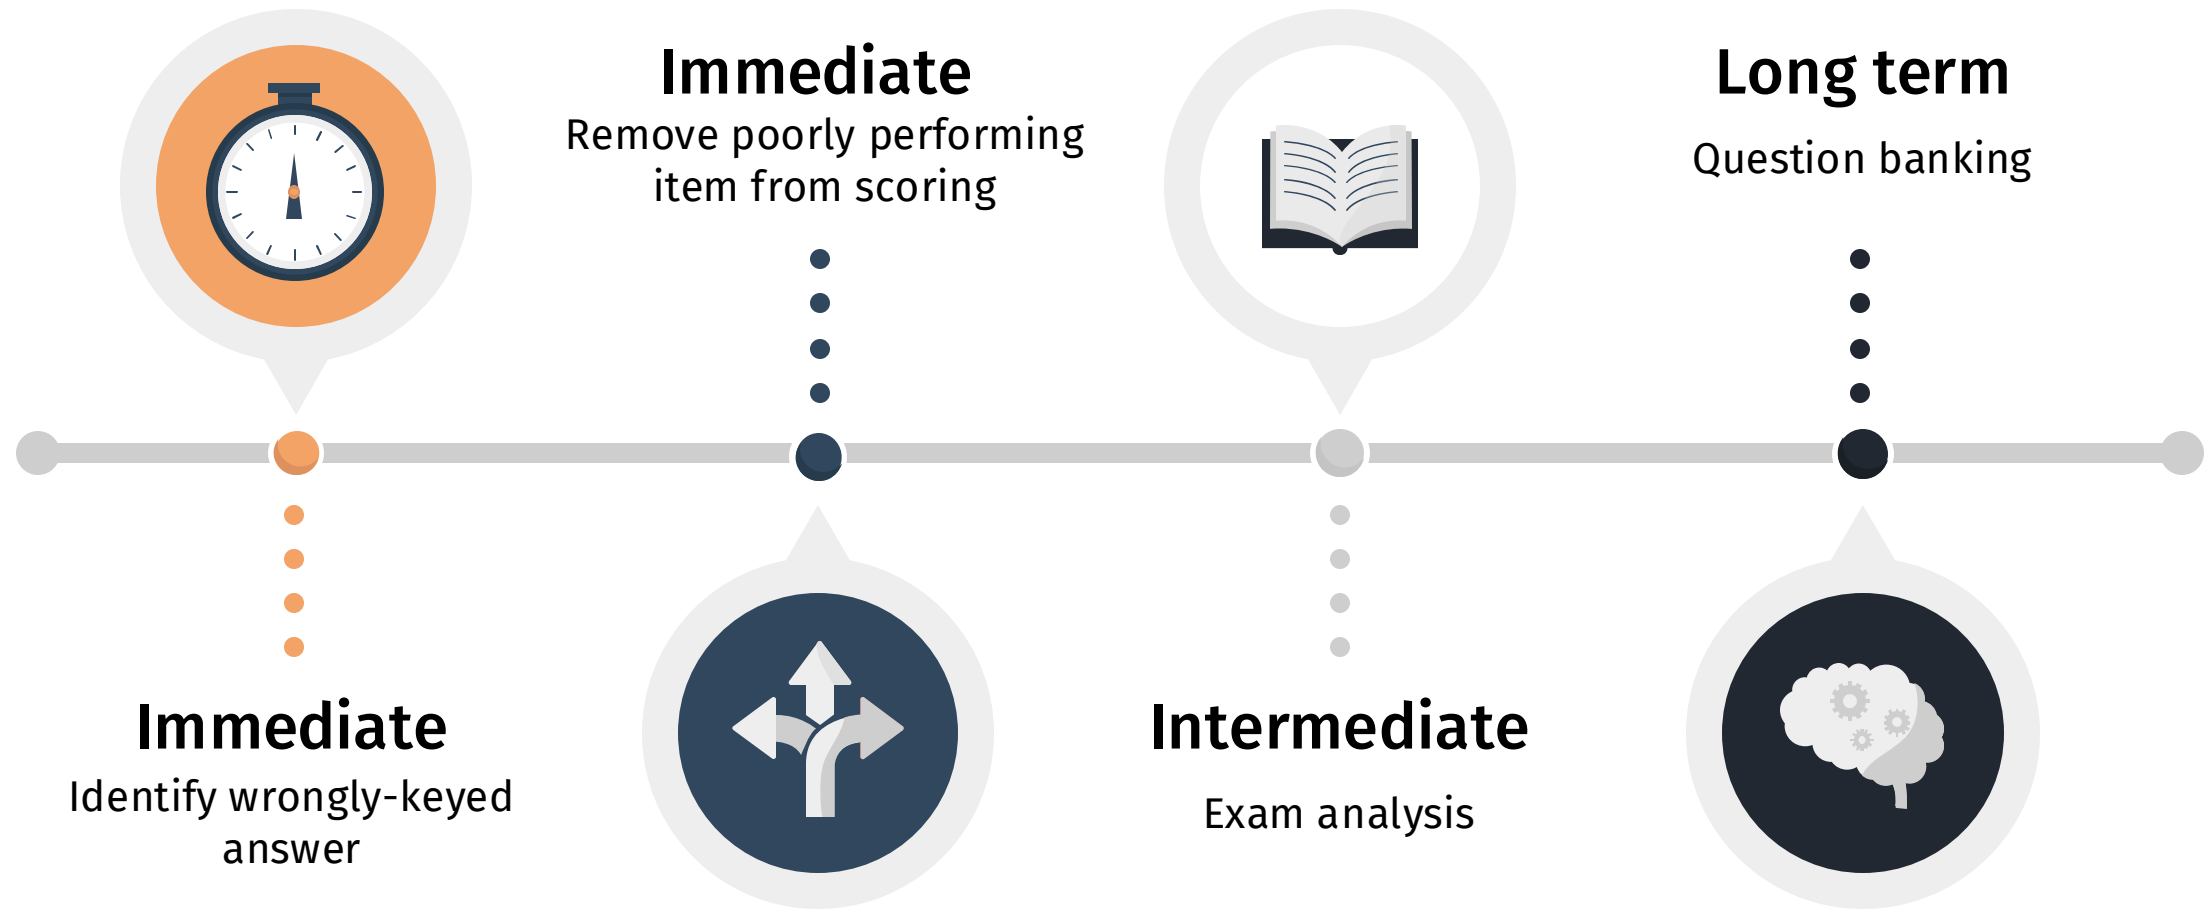 Immediate
Identify wrongly-keyed
answer
Immediate
Remove poorly performing
item from scoring
Intermediate
Exam analysis
Long term
Question banking